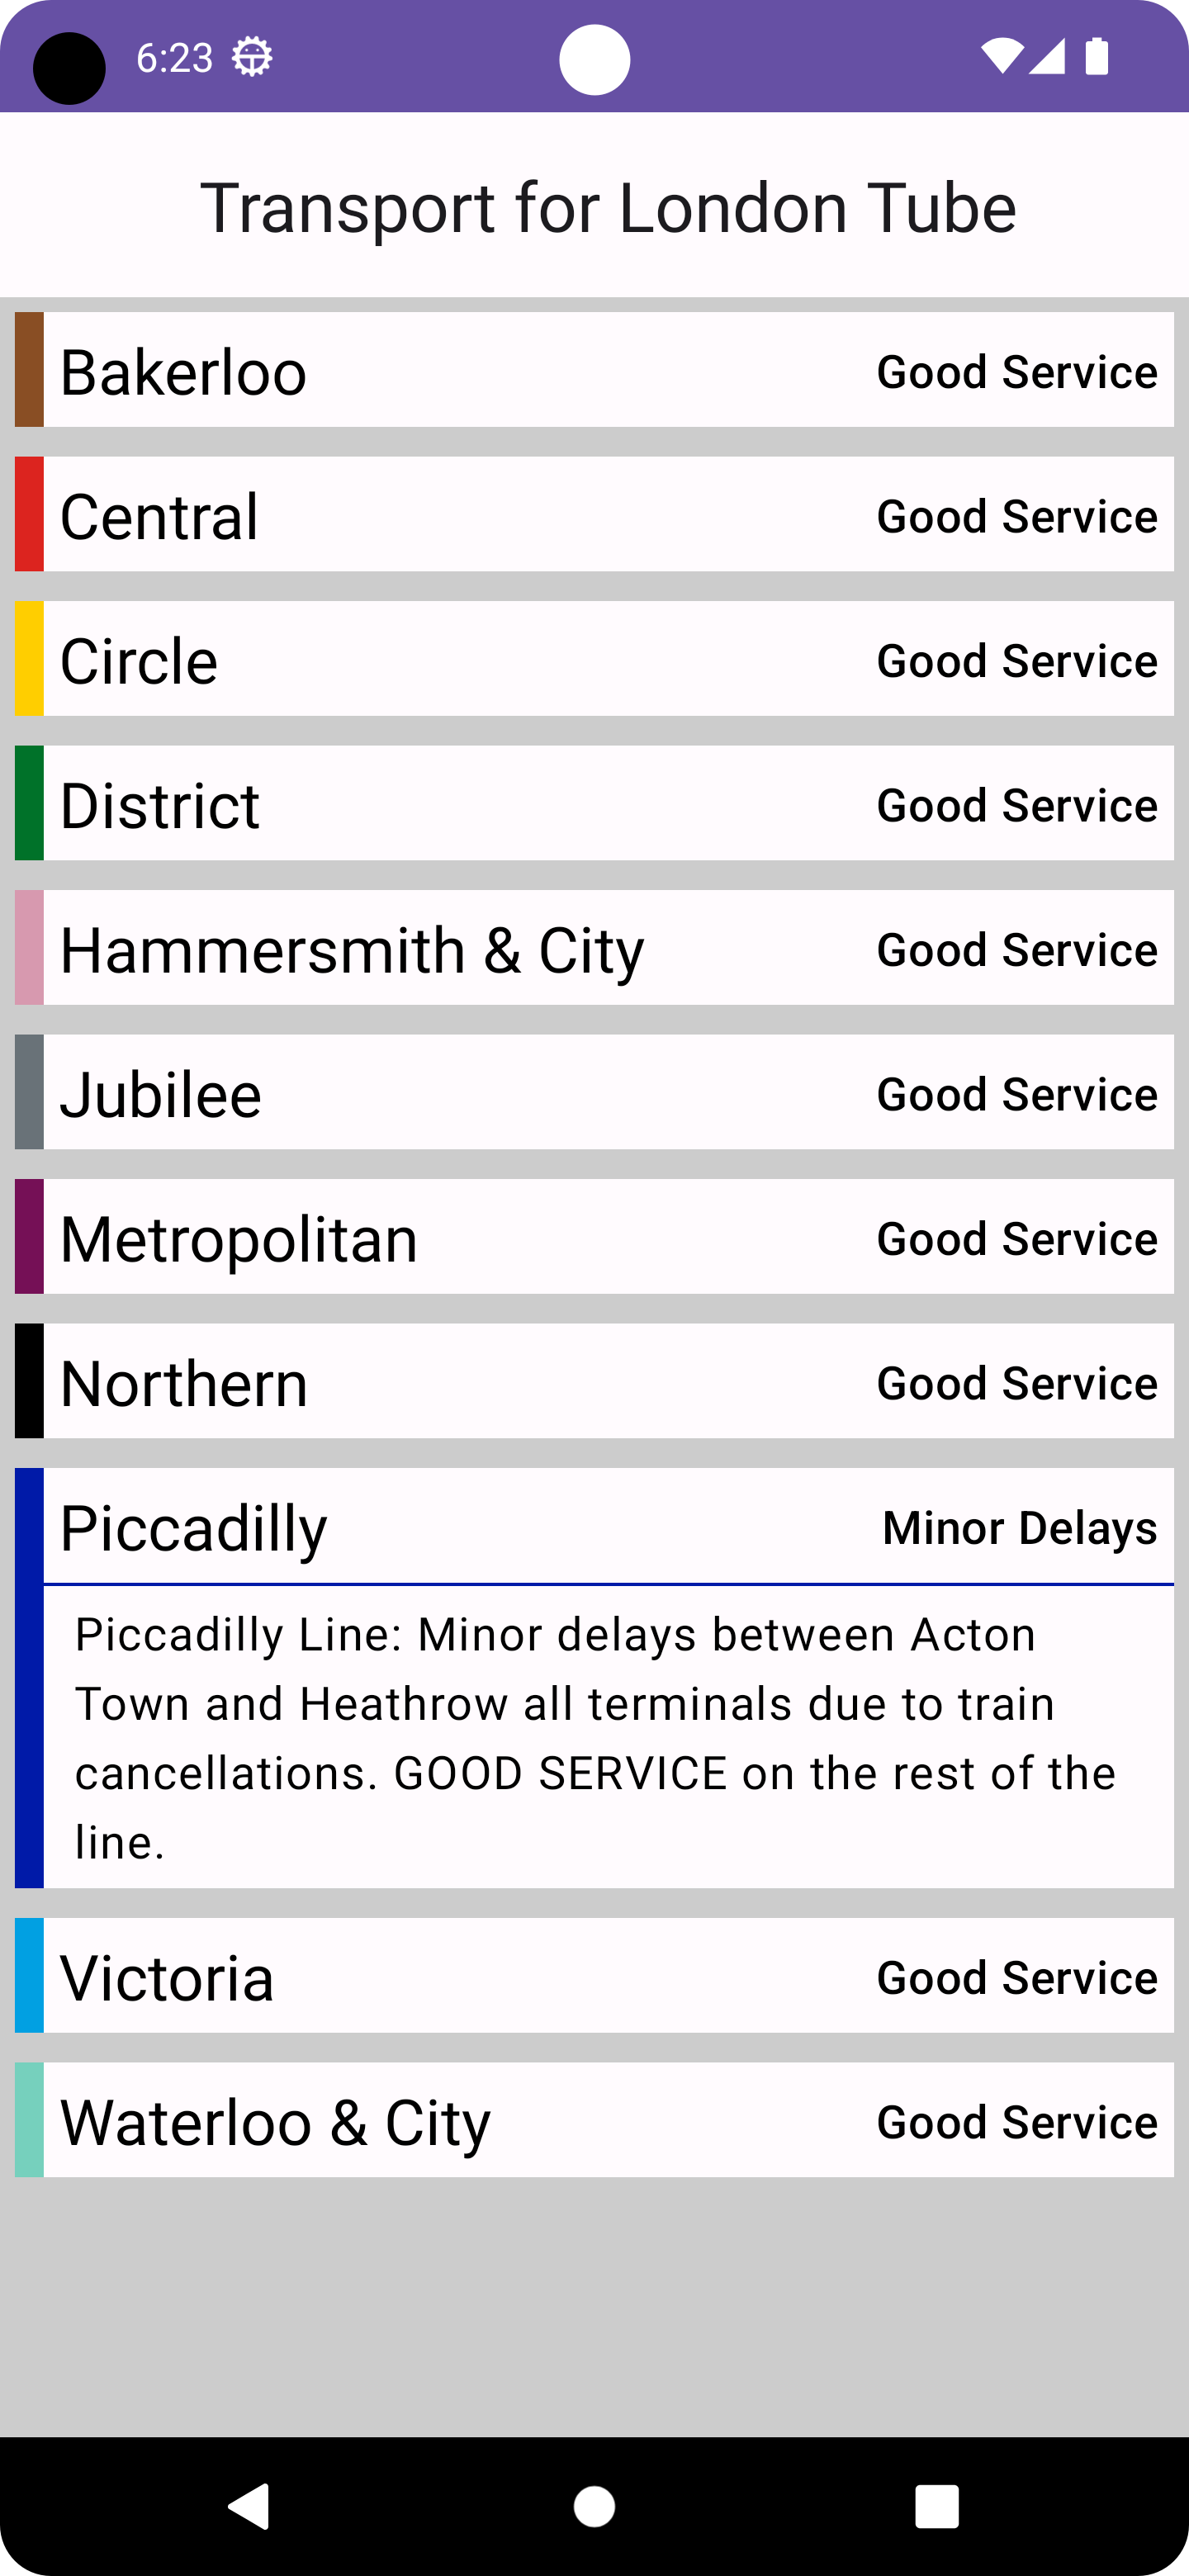 6:23
Transport for London Tube
Bakerloo Good Service
Central Good Service
Circle Good Service
District Good Service
Hammersmith & City Good Service
Jubilee Good Service
Metropolitan Good Service
Northern Good Service
Piccadilly Minor Delays
Piccadilly Line: Minor delays between Acton
Town and Heathrow all terminals due to train
cancellations. GOOD SERVICE on the rest of the
line.
Victoria Good Service
Waterloo & City Good Service